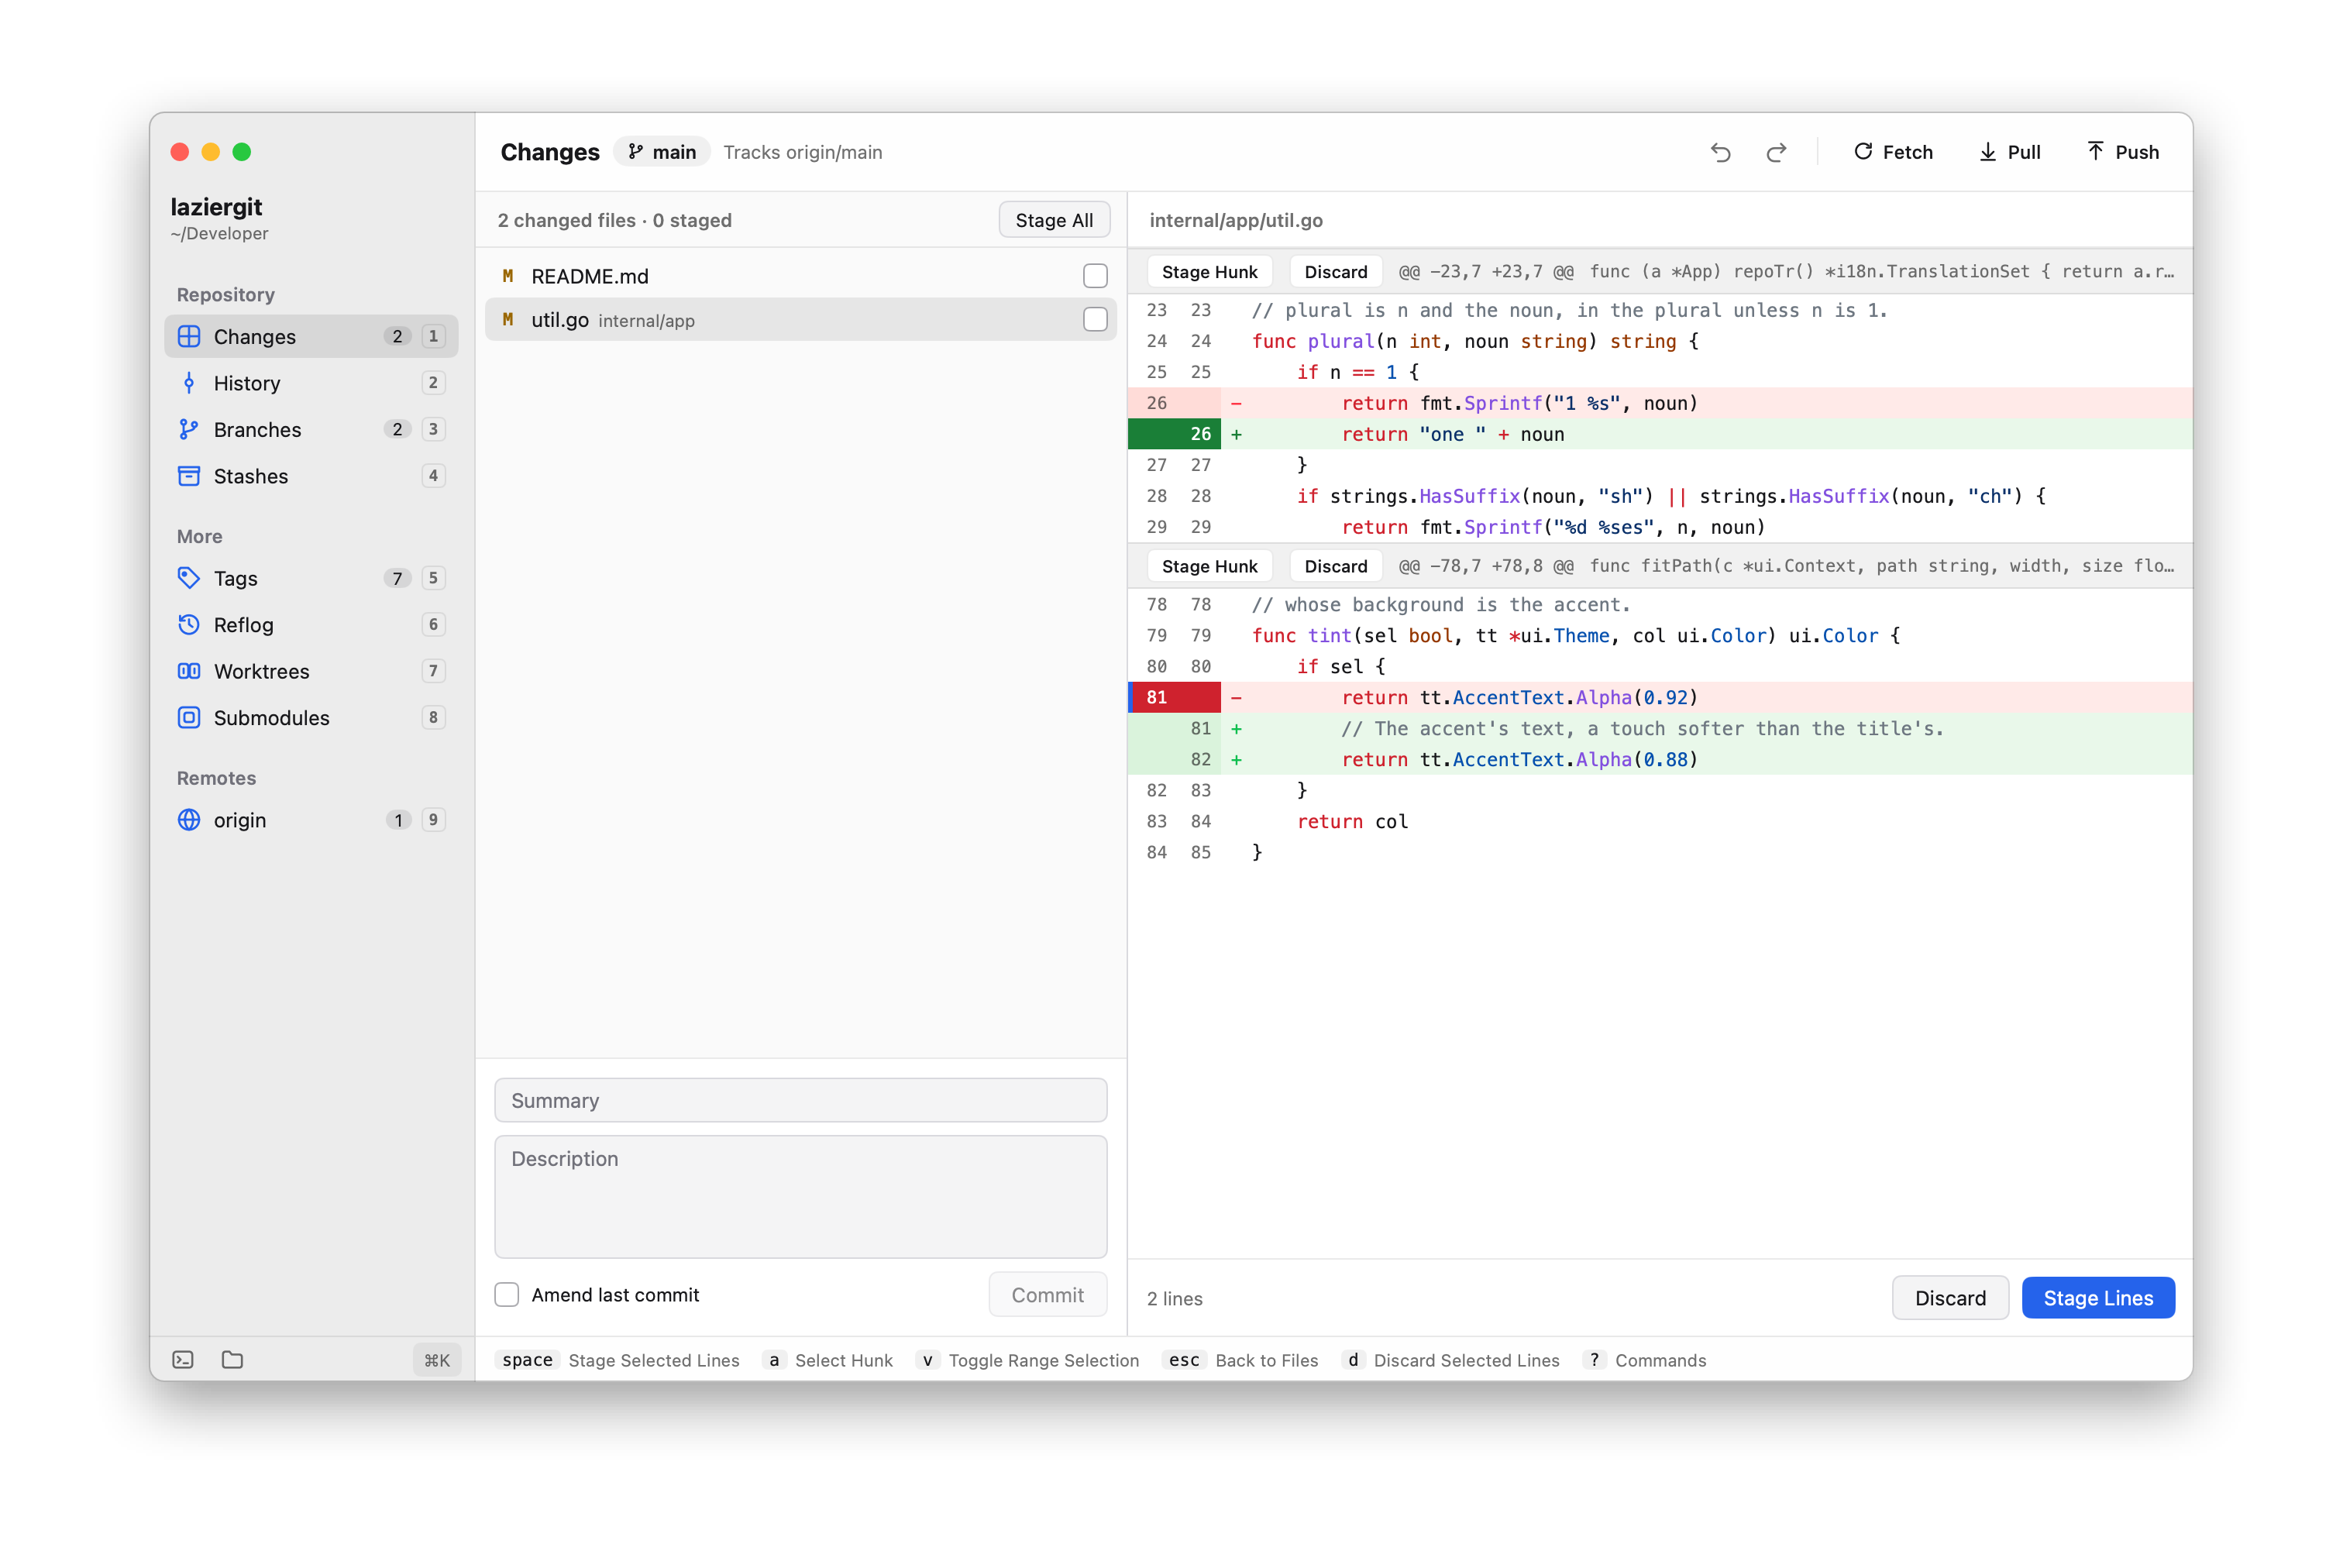 laziergit
~/Developer
Repository
Changes 2 1
History 2
Branches 2 3
Stashes 4
More
Tags 7 5
Reflog 6
Worktrees 7
Submodules 8
Remotes
origin 1 9
⌘K
Changes main Tracks origin/main
Fetch Pull Push
2 changed files · 0 staged Stage All
M README.md
M util.go internal/app
Summary
Description
Amend last commit Commit
internal/app/util.go
Stage Hunk Discard @@ -23,7 +23,7 @@ func (a *App) repoTr() *i18n.TranslationSet { return a.r…
23 23 // plural is n and the noun, in the plural unless n is 1.
24 24 func plural(n int, noun string) string {
25 25 if n == 1 {
26 - return fmt.Sprintf("1 %s", noun)
26 + return "one " + noun
27 27 }
28 28 if strings.HasSuffix(noun, "sh") || strings.HasSuffix(noun, "ch") {
29 29 return fmt.Sprintf("%d %ses", n, noun)
Stage Hunk Discard @@ -78,7 +78,8 @@ func fitPath(c *ui.Context, path string, width, size flo…
78 78 // whose background is the accent.
79 79 func tint(sel bool, tt *ui.Theme, col ui.Color) ui.Color {
80 80 if sel {
81 - return tt.AccentText.Alpha(0.92)
81 + // The accent's text, a touch softer than the title's.
82 + return tt.AccentText.Alpha(0.88)
82 83 }
83 84 return col
84 85 }
2 lines Discard Stage Lines
space Stage Selected Lines a Select Hunk v Toggle Range Selection esc Back to Files d Discard Selected Lines ? Commands